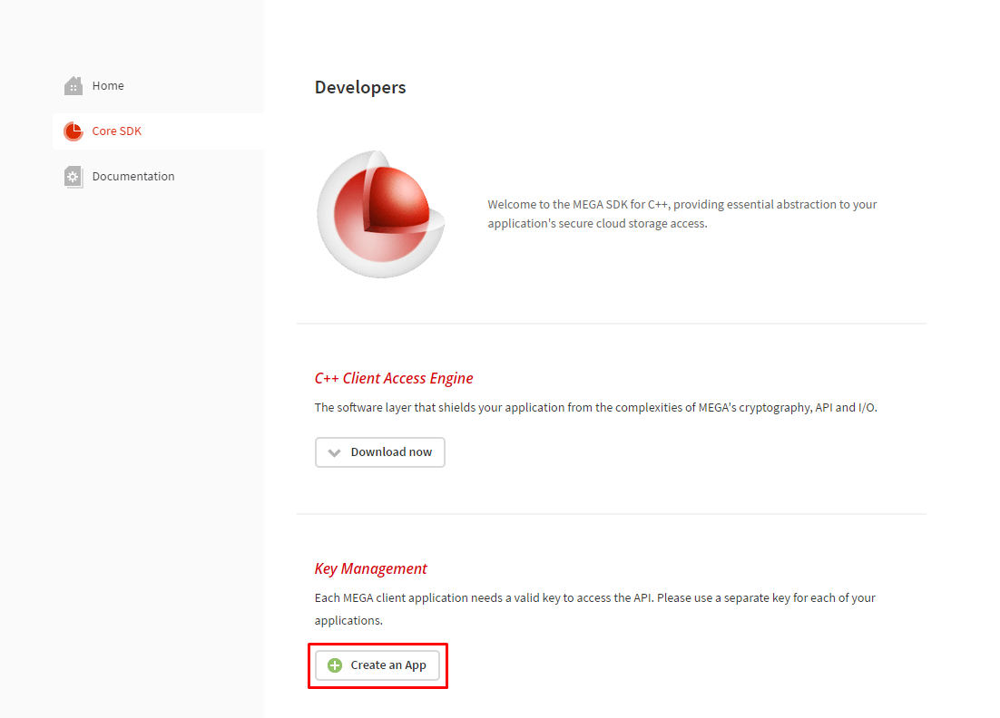 Home
Core SDK
Documentation
Developers
Welcome to the MEGA SDK for C++, providing essential abstraction to your
application's secure cloud storage access.
C++ Client Access Engine
The software layer that shields your application from the complexities of MEGA's cryptography, API and I/O.
Download now
Key Management
Each MEGA client application needs a valid key to access the API. Please use a separate key for each of your
applications.
Create an App